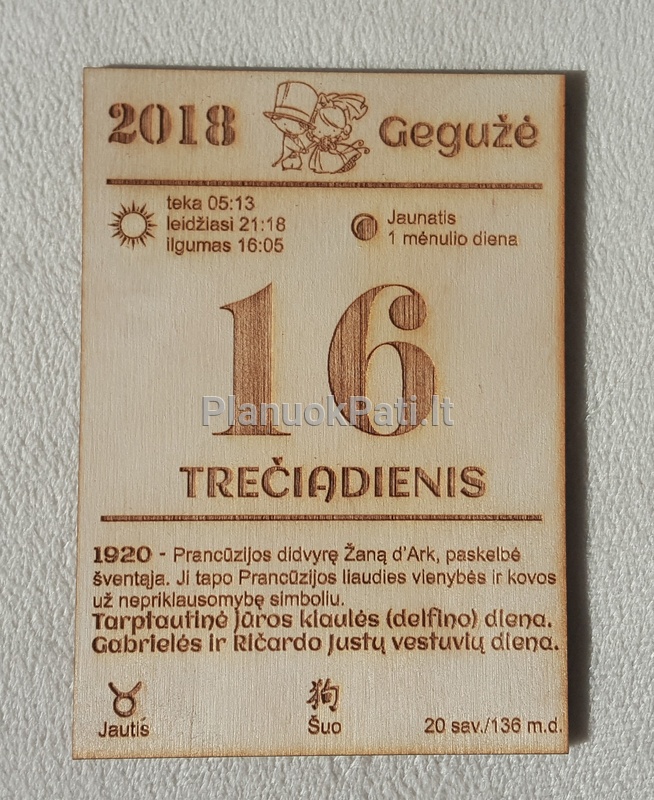 2018 Gegužė
teka 05:13
leidžiasi 21:18
ilgumas 16:05
Jaunatis
1 mėnulio diena
16
PlanuokPati.lt
TREČIADIENIS
1920 - Prancūzijos didvyrę Žaną d'Ark, paskelbė
šventąja. Ji tapo Prancūzijos liaudies vienybės ir kovos
už nepriklausomybę simboliu.
Tarptautinė jūros kiaulės (delfino) diena.
Gabrielės ir Ričardo Justų vestuvių diena.
狗
Jautis Šuo 20 sav./136 m.d.